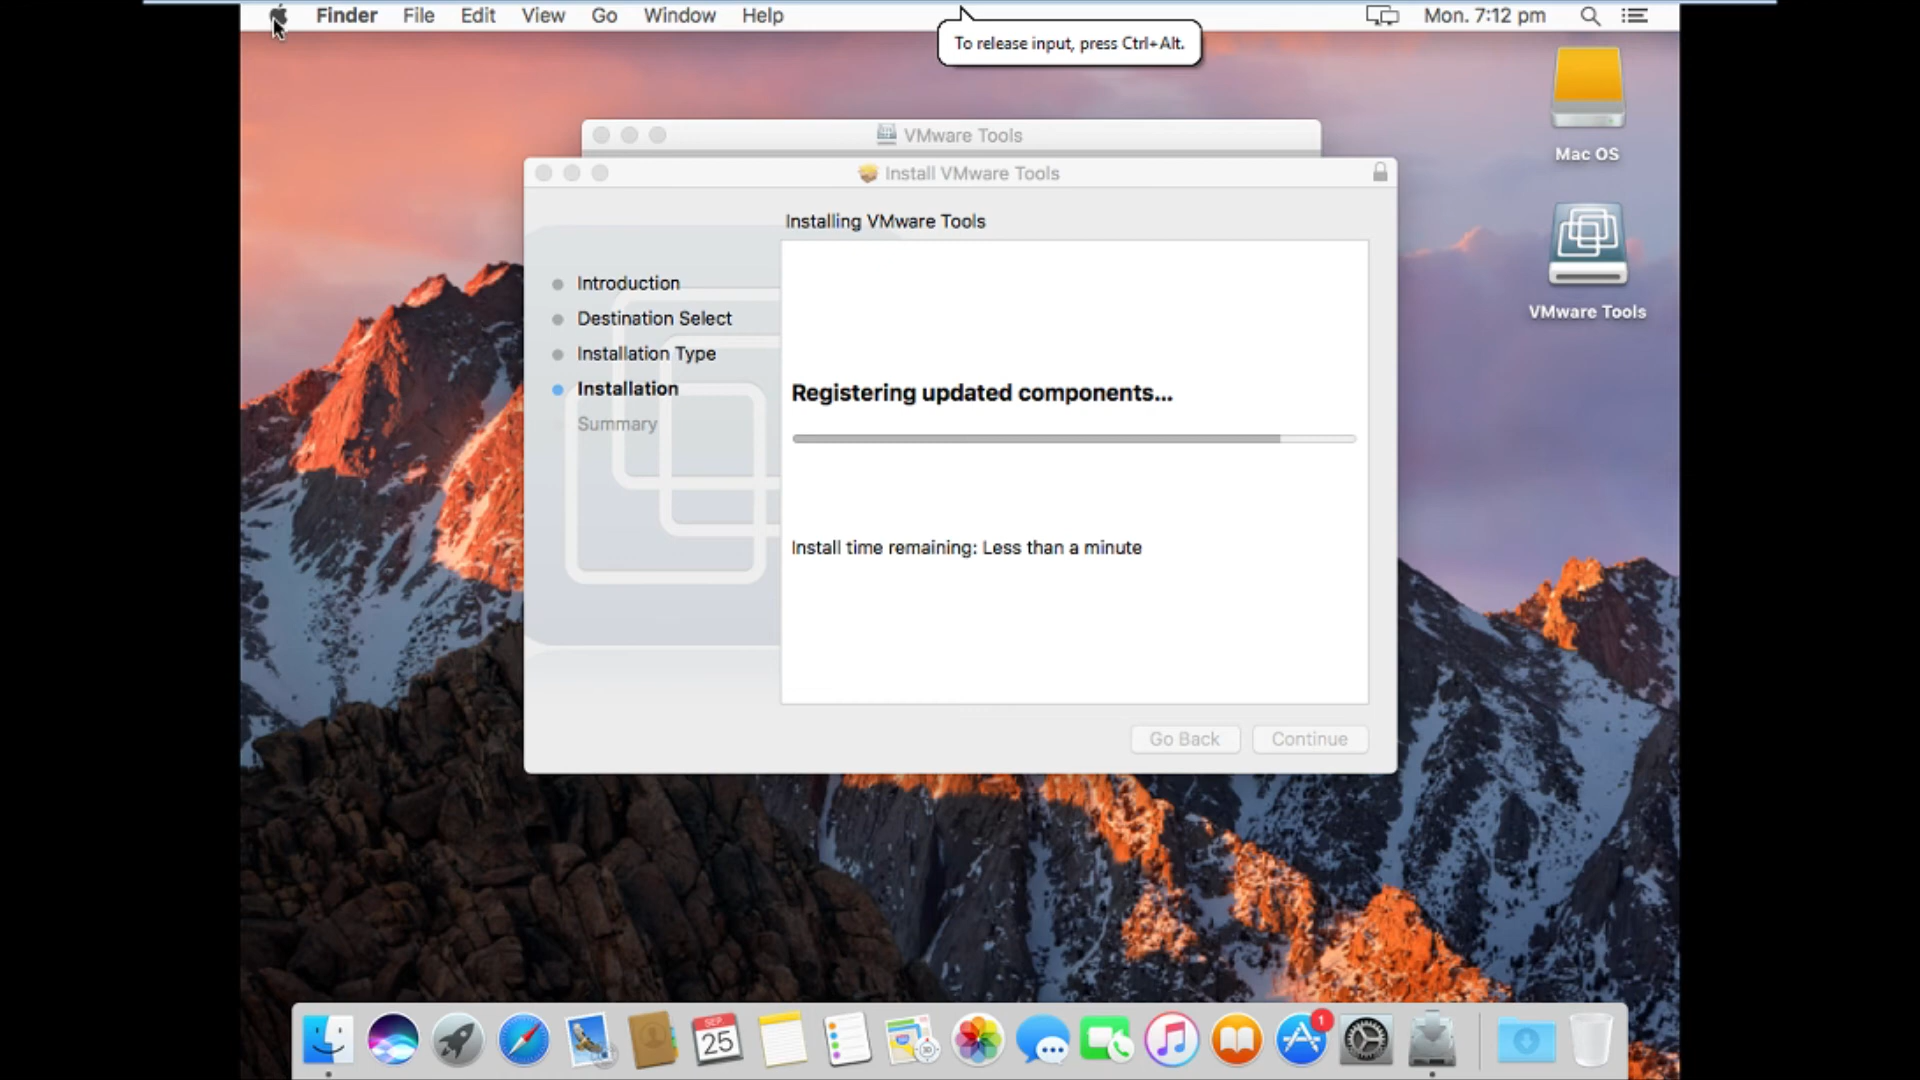 Finder File Edit View Go Window Help Mon. 7:12 pm
To release input, press Ctrl+Alt.
VMware Tools
Install VMware Tools
Mac OS
Installing VMware Tools
Introduction
Destination Select
Installation Type
Installation
Summary
Registering updated components...
Install time remaining: Less than a minute
VMware Tools
Go Back Continue
SEP
25
1